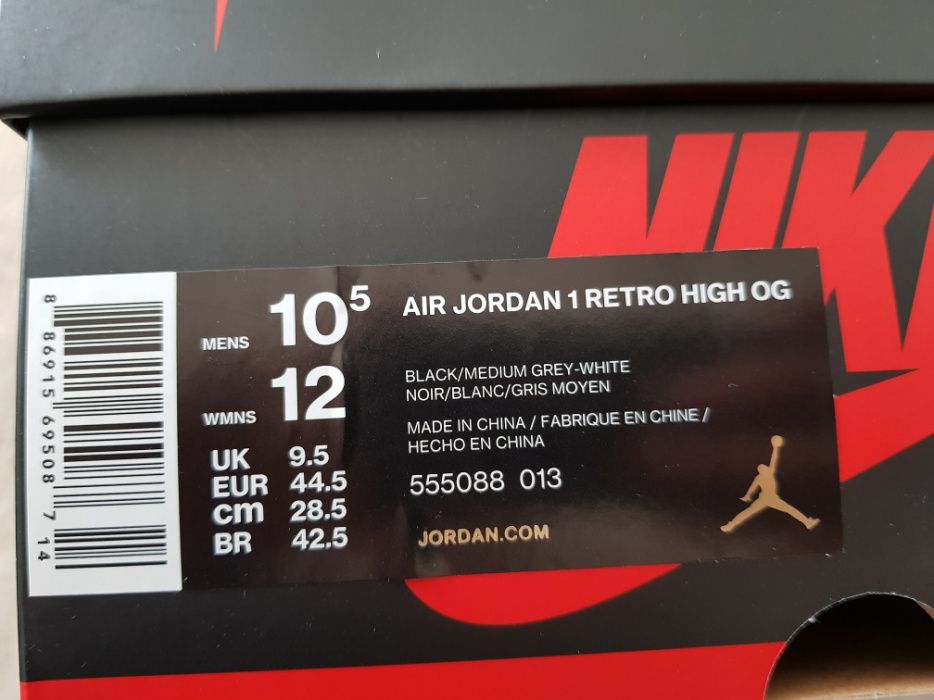 NIK
MENS 10⁵
WMNS 12
UK 9.5
EUR 44.5
cm 28.5
BR 42.5
AIR JORDAN 1 RETRO HIGH OG
BLACK/MEDIUM GREY-WHITE
NOIR/BLANC/GRIS MOYEN
MADE IN CHINA / FABRIQUE EN CHINE /
HECHO EN CHINA
555088 013
JORDAN.COM
8 86915 69508 7 14